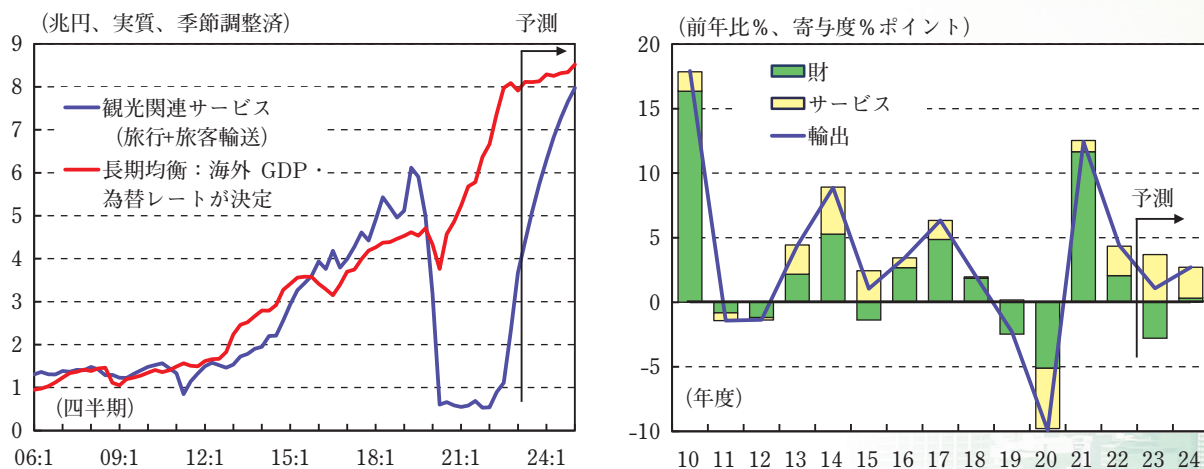 (兆円、実質、季節調整済)
予測
9
8
7
6
5
4
3
2
1
0
観光関連サービス
(旅行+旅客輸送)
長期均衡:海外 GDP・
為替レートが決定
(四半期)
06:1 09:1 12:1 15:1 18:1 21:1 24:1
(前年比%、寄与度%ポイント)
20
15
10
5
0
-5
-10
財
サービス
輸出
予測
(年度)
10 11 12 13 14 15 16 17 18 19 20 21 22 23 24